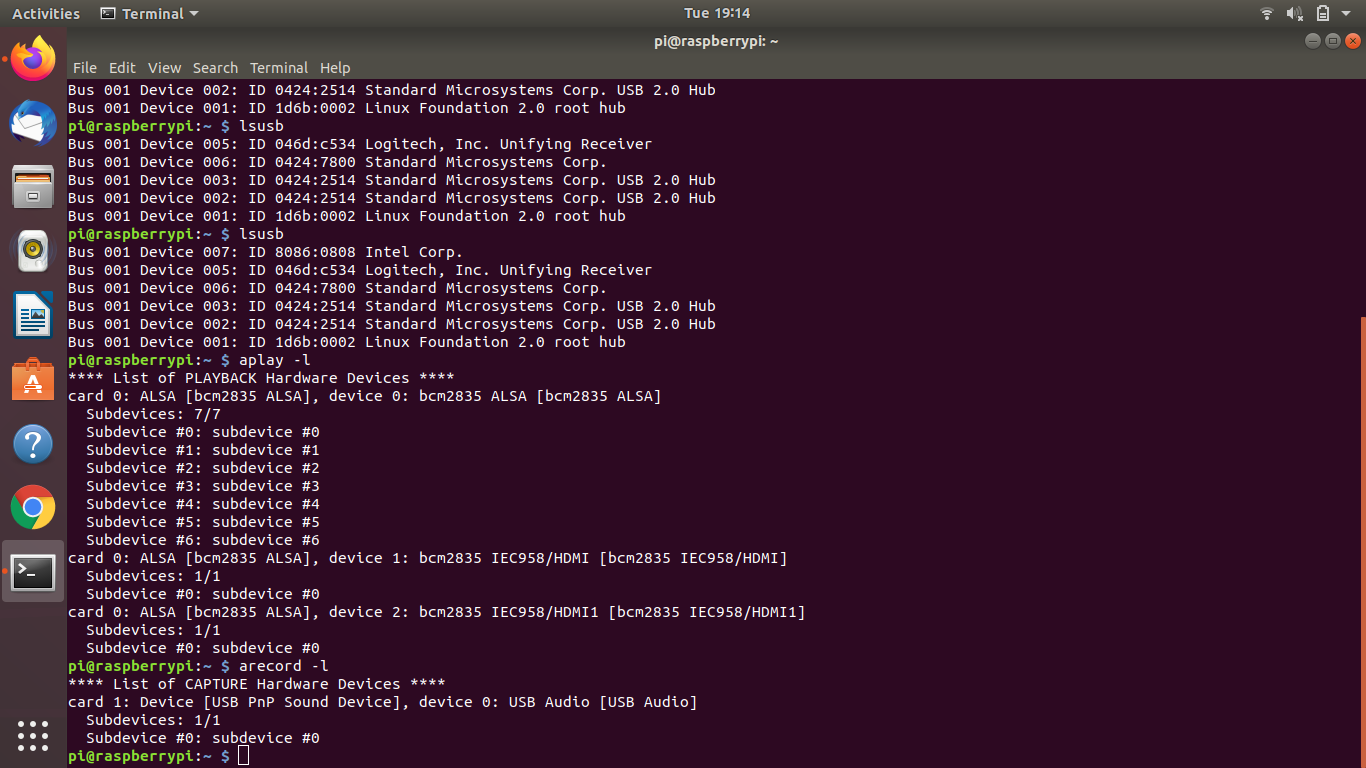 Activities Terminal Tue 19:14
pi@raspberrypi: ~
File Edit View Search Terminal Help
Bus 001 Device 002: ID 0424:2514 Standard Microsystems Corp. USB 2.0 Hub
Bus 001 Device 001: ID 1d6b:0002 Linux Foundation 2.0 root hub
pi@raspberrypi:~ $ lsusb
Bus 001 Device 005: ID 046d:c534 Logitech, Inc. Unifying Receiver
Bus 001 Device 006: ID 0424:7800 Standard Microsystems Corp.
Bus 001 Device 003: ID 0424:2514 Standard Microsystems Corp. USB 2.0 Hub
Bus 001 Device 002: ID 0424:2514 Standard Microsystems Corp. USB 2.0 Hub
Bus 001 Device 001: ID 1d6b:0002 Linux Foundation 2.0 root hub
pi@raspberrypi:~ $ lsusb
Bus 001 Device 007: ID 8086:0808 Intel Corp.
Bus 001 Device 005: ID 046d:c534 Logitech, Inc. Unifying Receiver
Bus 001 Device 006: ID 0424:7800 Standard Microsystems Corp.
Bus 001 Device 003: ID 0424:2514 Standard Microsystems Corp. USB 2.0 Hub
Bus 001 Device 002: ID 0424:2514 Standard Microsystems Corp. USB 2.0 Hub
Bus 001 Device 001: ID 1d6b:0002 Linux Foundation 2.0 root hub
pi@raspberrypi:~ $ aplay -l
**** List of PLAYBACK Hardware Devices ****
card 0: ALSA [bcm2835 ALSA], device 0: bcm2835 ALSA [bcm2835 ALSA]
  Subdevices: 7/7
  Subdevice #0: subdevice #0
  Subdevice #1: subdevice #1
  Subdevice #2: subdevice #2
  Subdevice #3: subdevice #3
  Subdevice #4: subdevice #4
  Subdevice #5: subdevice #5
  Subdevice #6: subdevice #6
card 0: ALSA [bcm2835 ALSA], device 1: bcm2835 IEC958/HDMI [bcm2835 IEC958/HDMI]
  Subdevices: 1/1
  Subdevice #0: subdevice #0
card 0: ALSA [bcm2835 ALSA], device 2: bcm2835 IEC958/HDMI1 [bcm2835 IEC958/HDMI1]
  Subdevices: 1/1
  Subdevice #0: subdevice #0
pi@raspberrypi:~ $ arecord -l
**** List of CAPTURE Hardware Devices ****
card 1: Device [USB PnP Sound Device], device 0: USB Audio [USB Audio]
  Subdevices: 1/1
  Subdevice #0: subdevice #0
pi@raspberrypi:~ $